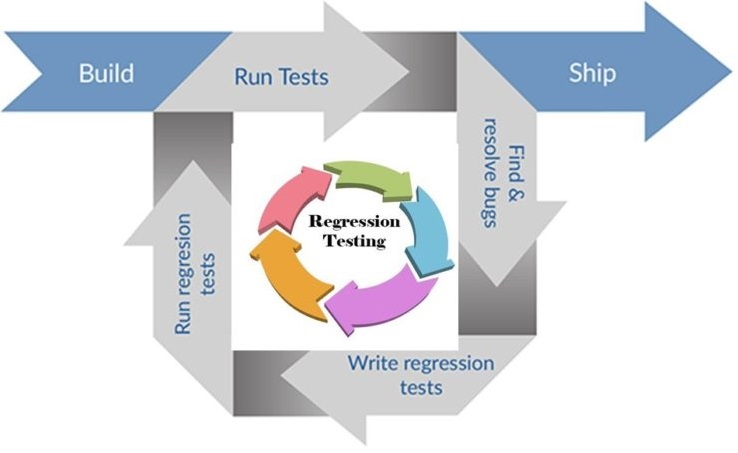 Build
Run Tests
Ship
Find &
resolve bugs
Regression
Testing
Run regresion
tests
Write regression
tests